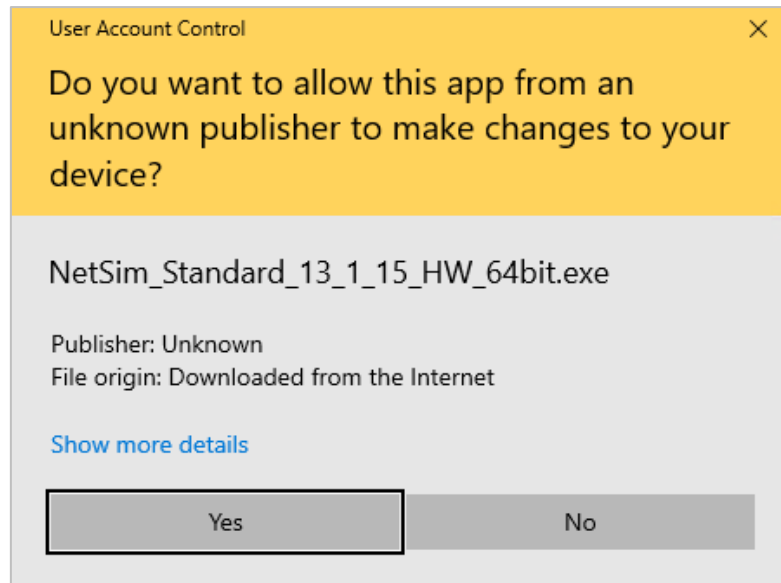 User Account Control
Do you want to allow this app from an
unknown publisher to make changes to your
device?
NetSim_Standard_13_1_15_HW_64bit.exe
Publisher: Unknown
File origin: Downloaded from the Internet
Show more details
Yes
No